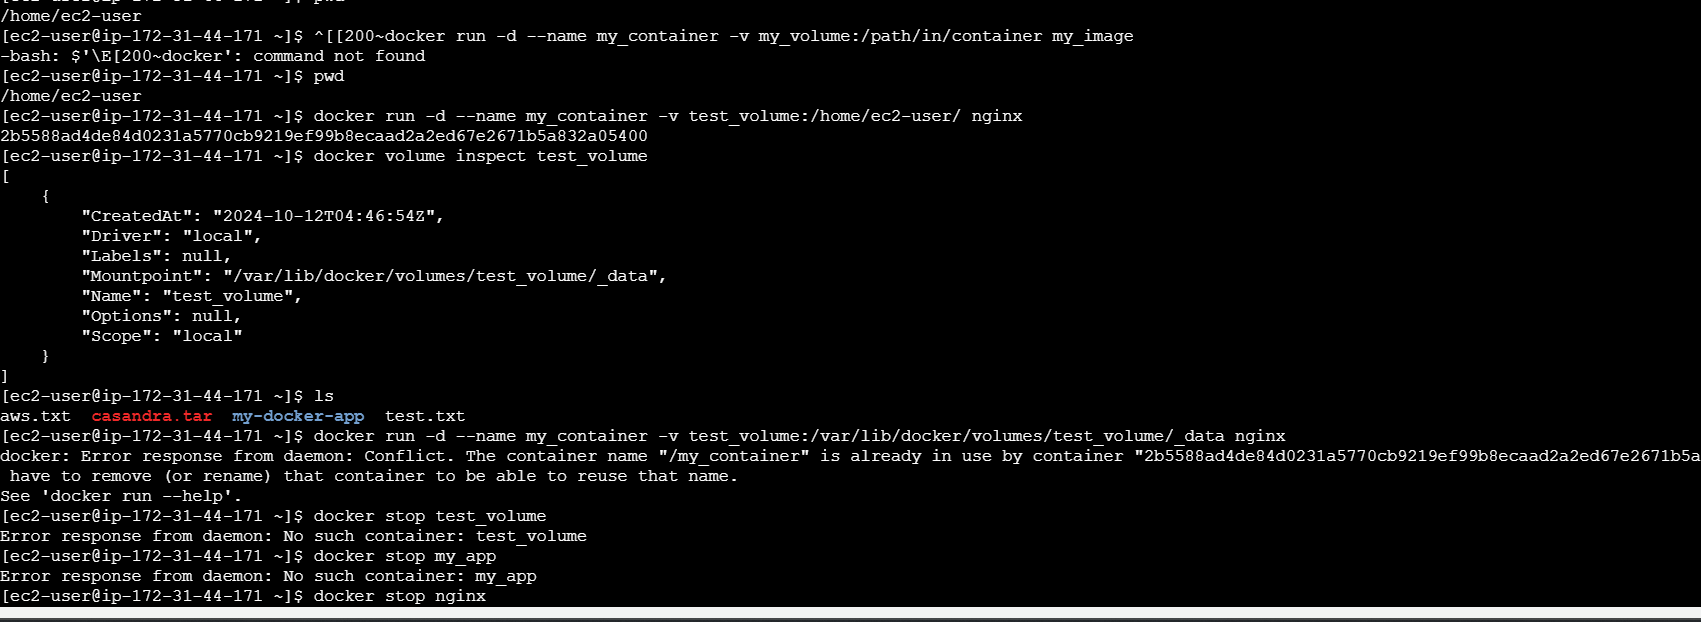 /home/ec2-user
[ec2-user@ip-172-31-44-171 ~]$ ^[[200~docker run -d --name my_container -v my_volume:/path/in/container my_image
-bash: $'\E[200~docker': command not found
[ec2-user@ip-172-31-44-171 ~]$ pwd
/home/ec2-user
[ec2-user@ip-172-31-44-171 ~]$ docker run -d --name my_container -v test_volume:/home/ec2-user/ nginx
2b5588ad4de84d0231a5770cb9219ef99b8ecaad2a2ed67e2671b5a832a05400
[ec2-user@ip-172-31-44-171 ~]$ docker volume inspect test_volume
[
    {
        "CreatedAt": "2024-10-12T04:46:54Z",
        "Driver": "local",
        "Labels": null,
        "Mountpoint": "/var/lib/docker/volumes/test_volume/_data",
        "Name": "test_volume",
        "Options": null,
        "Scope": "local"
    }
]
[ec2-user@ip-172-31-44-171 ~]$ ls
aws.txt  casandra.tar  my-docker-app  test.txt
[ec2-user@ip-172-31-44-171 ~]$ docker run -d --name my_container -v test_volume:/var/lib/docker/volumes/test_volume/_data nginx
docker: Error response from daemon: Conflict. The container name "/my_container" is already in use by container "2b5588ad4de84d0231a5770cb9219ef99b8ecaad2a2ed67e2671b5a
 have to remove (or rename) that container to be able to reuse that name.
See 'docker run --help'.
[ec2-user@ip-172-31-44-171 ~]$ docker stop test_volume
Error response from daemon: No such container: test_volume
[ec2-user@ip-172-31-44-171 ~]$ docker stop my_app
Error response from daemon: No such container: my_app
[ec2-user@ip-172-31-44-171 ~]$ docker stop nginx